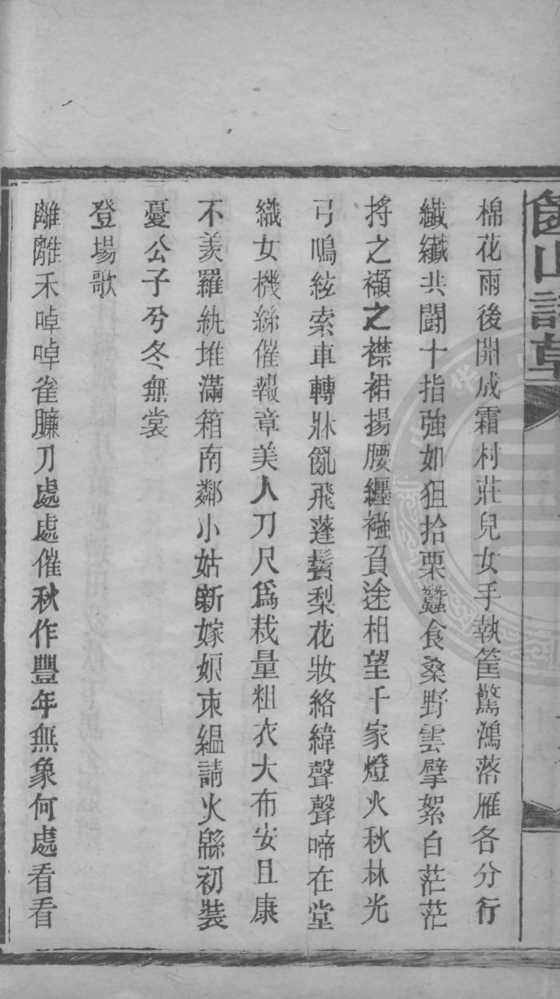 棉花雨後開成霜村莊兒女手執筐驚鴻落雁各分行
纖纖共鬭十指強如狙拾栗蠶食桑野雲擘絮白茫茫
捋之襭之襟裙揚腰纏襁負途相望千家燈火秋林光
弓鳴絃索車轉牀亂飛蓬鬢梨花妝絡緯聲聲啼在堂
織女機絲催報章美人刀尺爲裁量粗衣大布安且康
不羨羅紈堆滿箱南鄰小姑新嫁娘束縕請火緜初裝
憂公子兮冬無裳
登場歌
離離禾啅啅雀臁刀處處催秋作豐年無象何處看看
山詩草